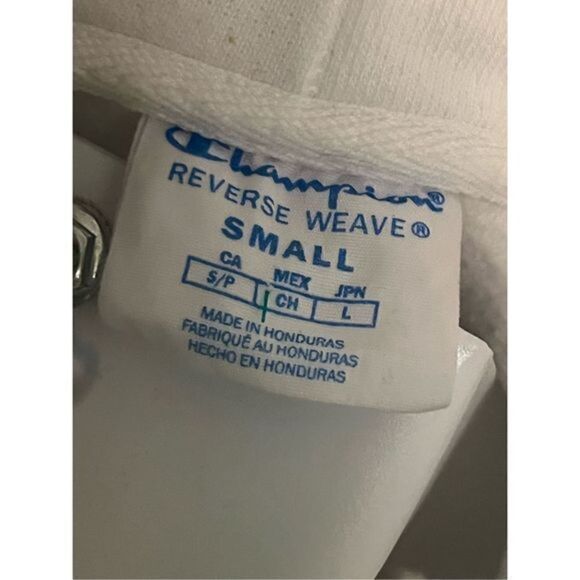 Champion®
REVERSE WEAVE®
SMALL
CA MEX JPN
S/P CH L
MADE IN HONDURAS
FABRIQUÉ AU HONDURAS
HECHO EN HONDURAS